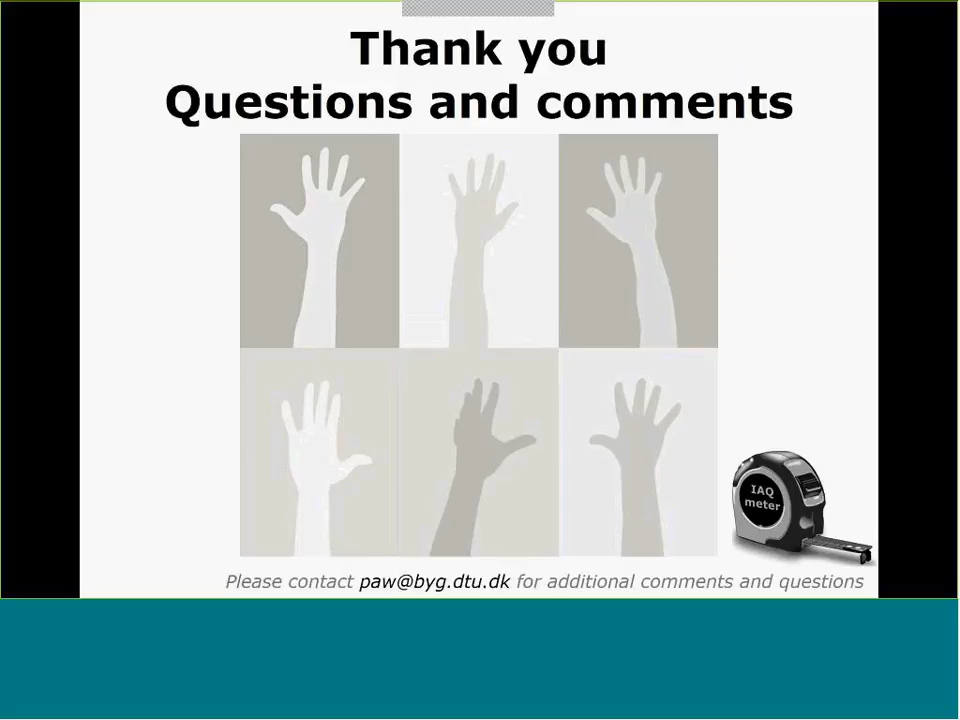 Thank you
Questions and comments
IAQ
meter
Please contact paw@byg.dtu.dk for additional comments and questions